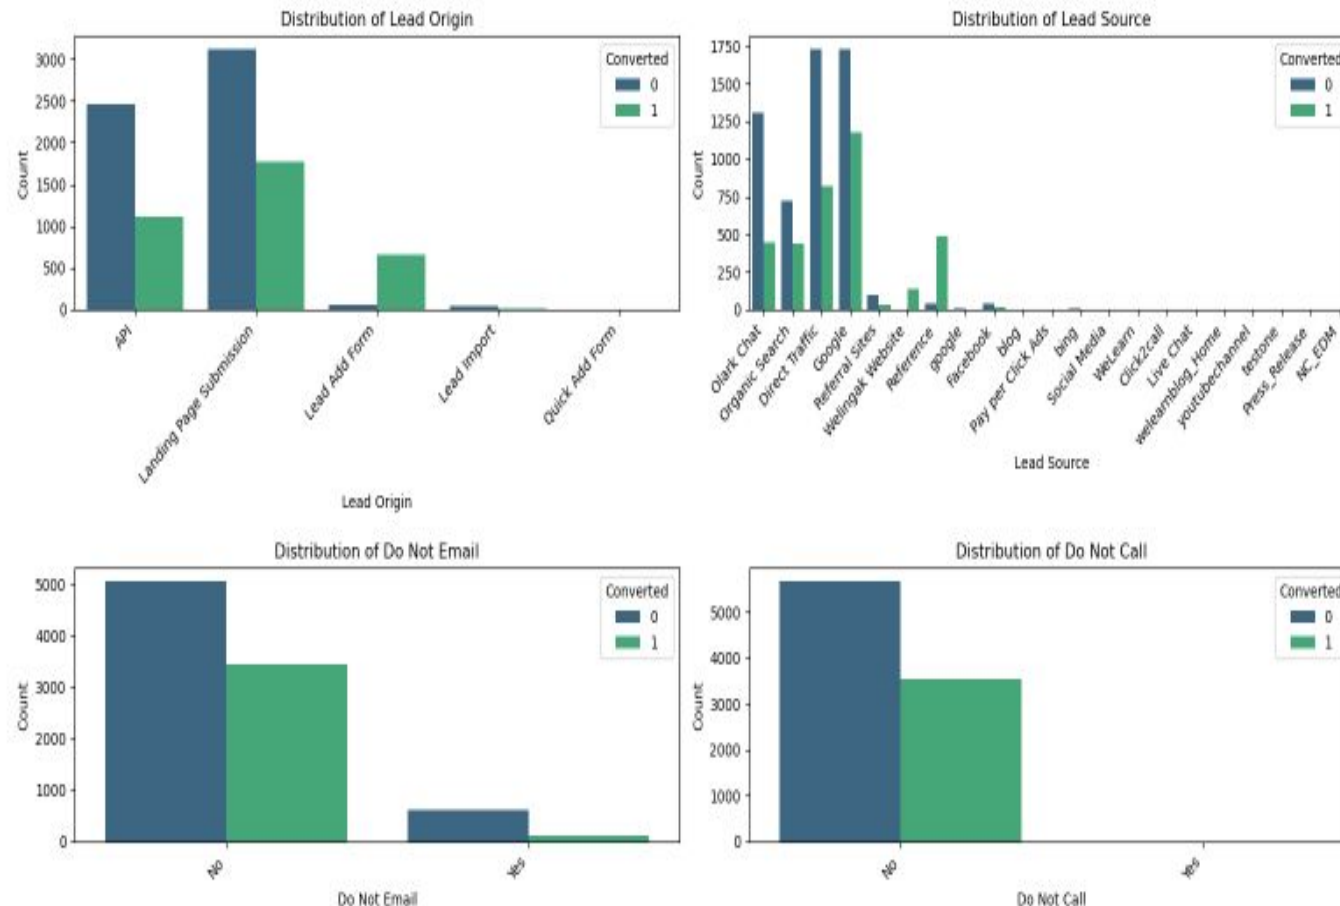 Distribution of Lead Origin
Count
3000
2500
2000
1500
1000
500
0
Converted
0
1
API
Landing Page Submission
Lead Add Form
Lead Import
Quick Add Form
Lead Origin
Distribution of Lead Source
Count
1750
1500
1250
1000
750
500
250
0
Converted
0
1
Olark Chat
Organic Search
Direct Traffic
Google
Referral Sites
Welingak Website
Reference
google
Facebook
blog
Pay per Click Ads
bing
Social Media
WeLearn
Click2call
Live Chat
welearnblog_Home
youtubechannel
testone
Press_Release
NC_EDM
Lead Source
Distribution of Do Not Email
Count
5000
4000
3000
2000
1000
0
Converted
0
1
No
Yes
Do Not Email
Distribution of Do Not Call
Count
5000
4000
3000
2000
1000
0
Converted
0
1
No
Yes
Do Not Call